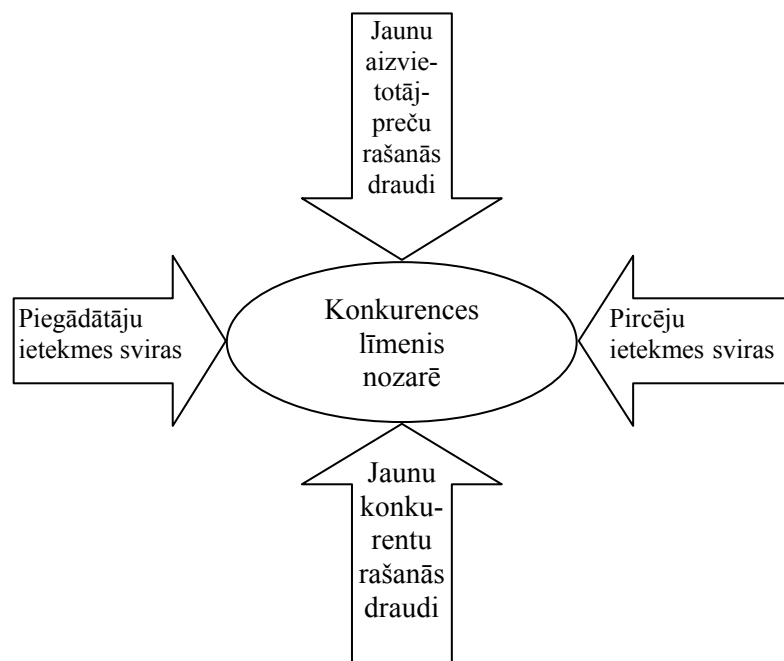 Jaunu
aizvie-
totāj-
preču
rašanās
draudi
Piegādātāju
ietekmes sviras
Konkurences
līmenis
nozarē
Pircēju
ietekmes sviras
Jaunu
konku-
rentu
rašanās
draudi